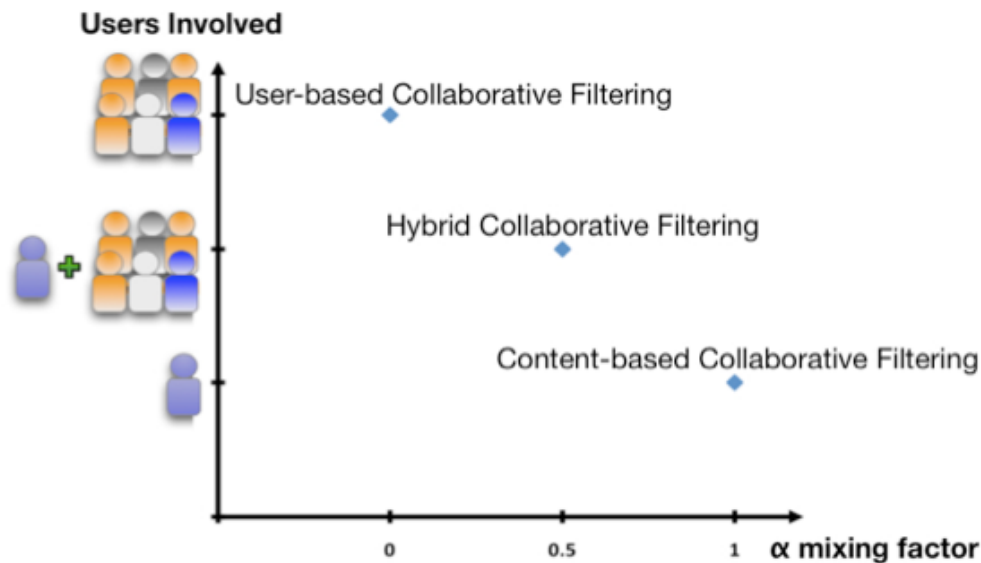 Users Involved
User-based Collaborative Filtering
Hybrid Collaborative Filtering
Content-based Collaborative Filtering
0 0.5 1 α mixing factor